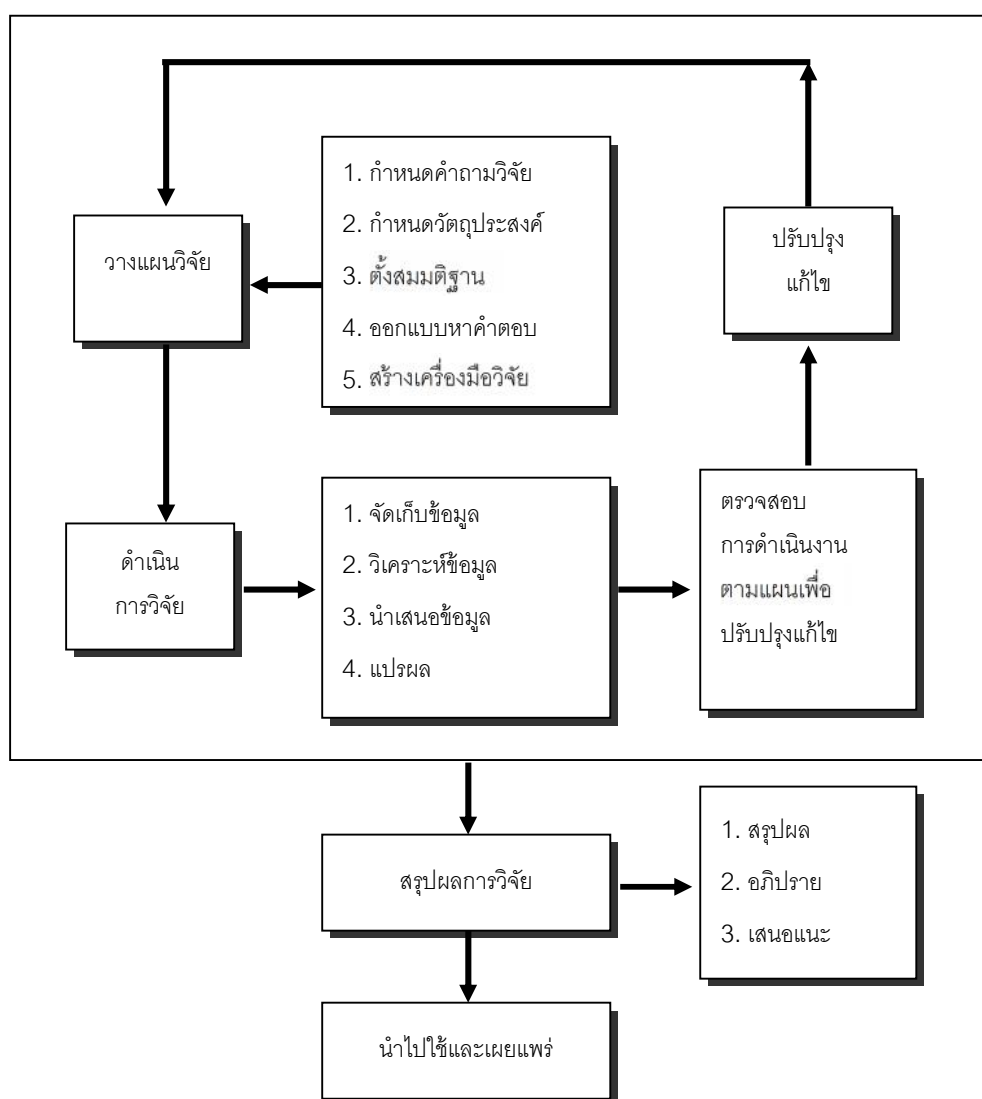 1. กำหนดคำถามวิจัย
2. กำหนดวัตถุประสงค์
3. ตั้งสมมติฐาน
4. ออกแบบหาคำตอบ
5. สร้างเครื่องมือวิจัย
วางแผนวิจัย
ปรับปรุง
แก้ไข
ดำเนิน
การวิจัย
1. จัดเก็บข้อมูล
2. วิเคราะห์ข้อมูล
3. นำเสนอข้อมูล
4. แปรผล
ตรวจสอบ
การดำเนินงาน
ตามแผนเพื่อ
ปรับปรุงแก้ไข
สรุปผลการวิจัย
1. สรุปผล
2. อภิปราย
3. เสนอแนะ
นำไปใช้และเผยแพร่